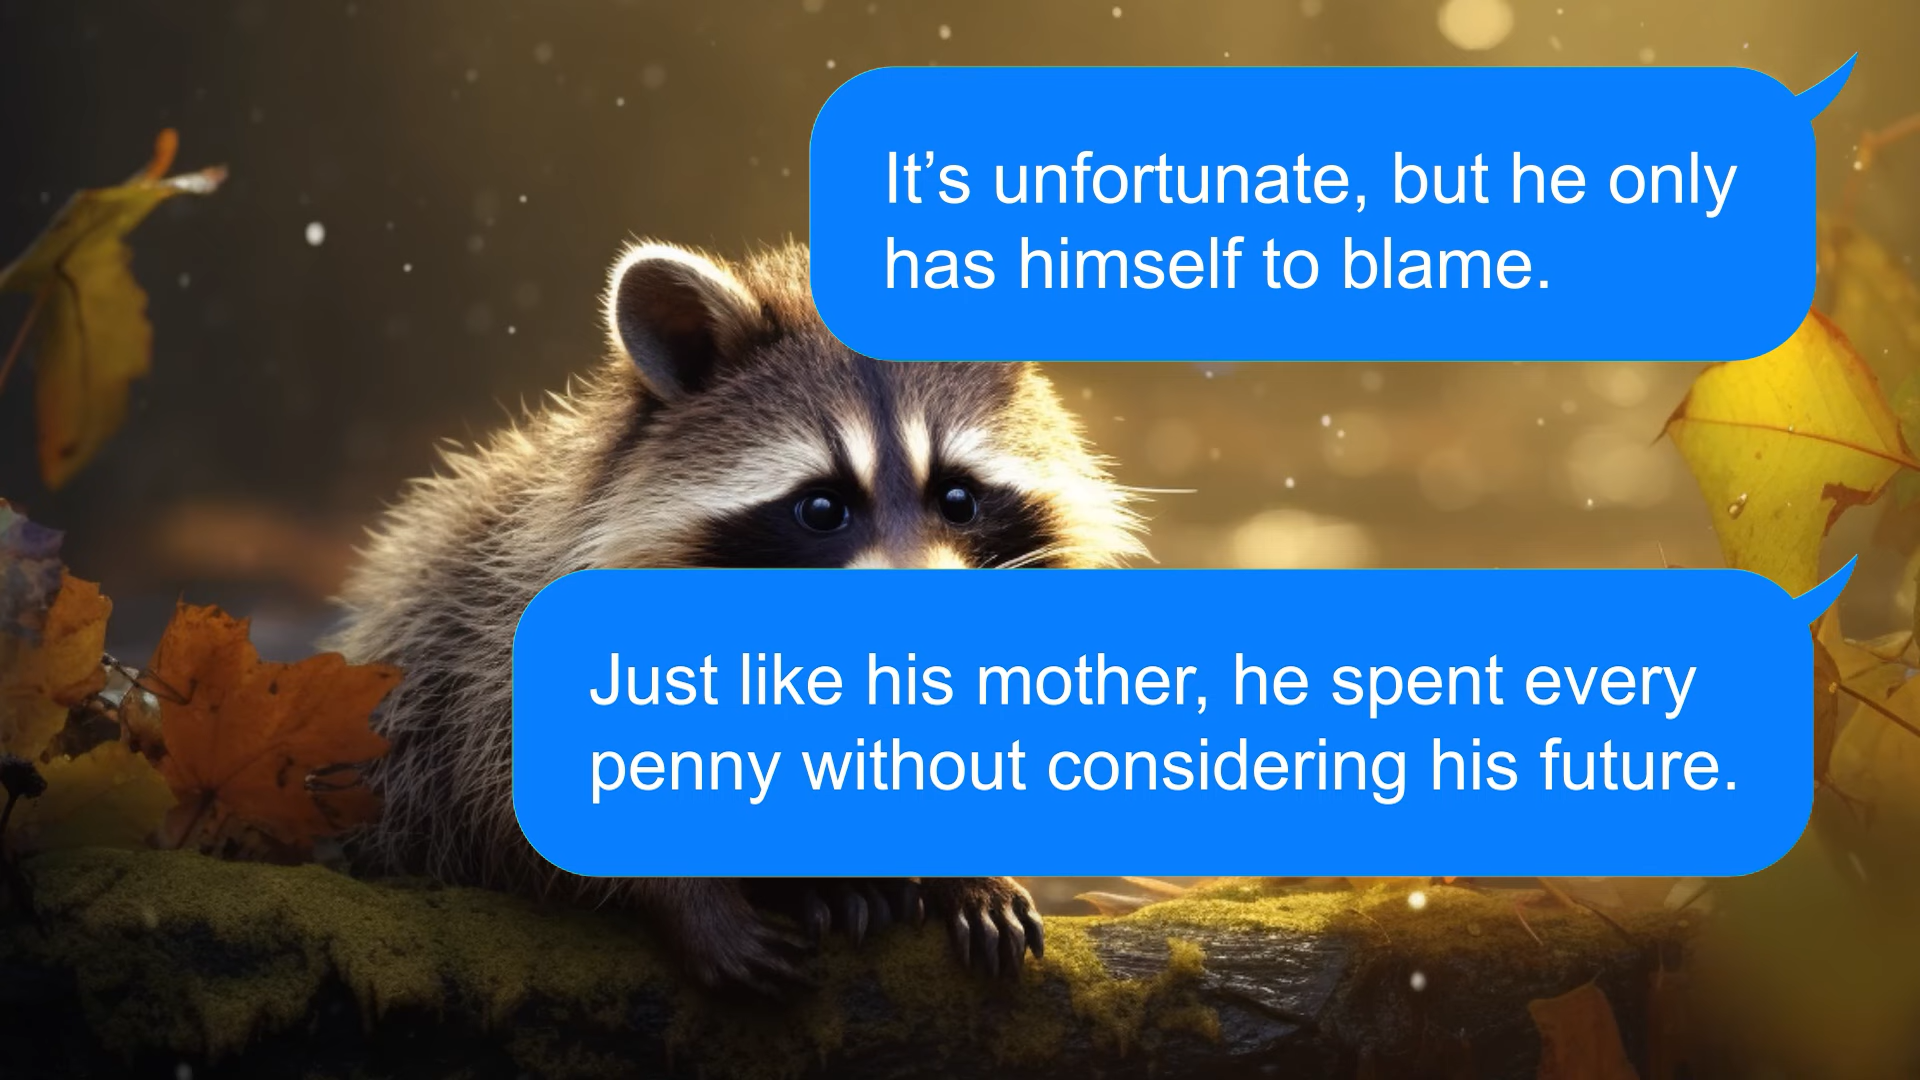 It’s unfortunate, but he only
has himself to blame.
Just like his mother, he spent every
penny without considering his future.